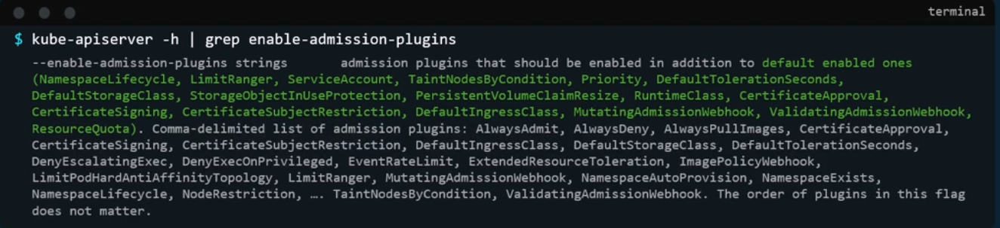 terminal
$ kube-apiserver -h | grep enable-admission-plugins
--enable-admission-plugins strings admission plugins that should be enabled in addition to default enabled ones
(NamespaceLifecycle, LimitRanger, ServiceAccount, TaintNodesByCondition, Priority, DefaultTolerationSeconds,
DefaultStorageClass, StorageObjectInUseProtection, PersistentVolumeClaimResize, RuntimeClass, CertificateApproval,
CertificateSigning, CertificateSubjectRestriction, DefaultIngressClass, MutatingAdmissionWebhook, ValidatingAdmissionWebhook,
ResourceQuota). Comma-delimited list of admission plugins: AlwaysAdmit, AlwaysDeny, AlwaysPullImages, CertificateApproval,
CertificateSigning, CertificateSubjectRestriction, DefaultIngressClass, DefaultStorageClass, DefaultTolerationSeconds,
DenyEscalatingExec, DenyExecOnPrivileged, EventRateLimit, ExtendedResourceToleration, ImagePolicyWebhook,
LimitPodHardAntiAffinityTopology, LimitRanger, MutatingAdmissionWebhook, NamespaceAutoProvision, NamespaceExists,
NamespaceLifecycle, NodeRestriction, …. TaintNodesByCondition, ValidatingAdmissionWebhook. The order of plugins in this flag
does not matter.